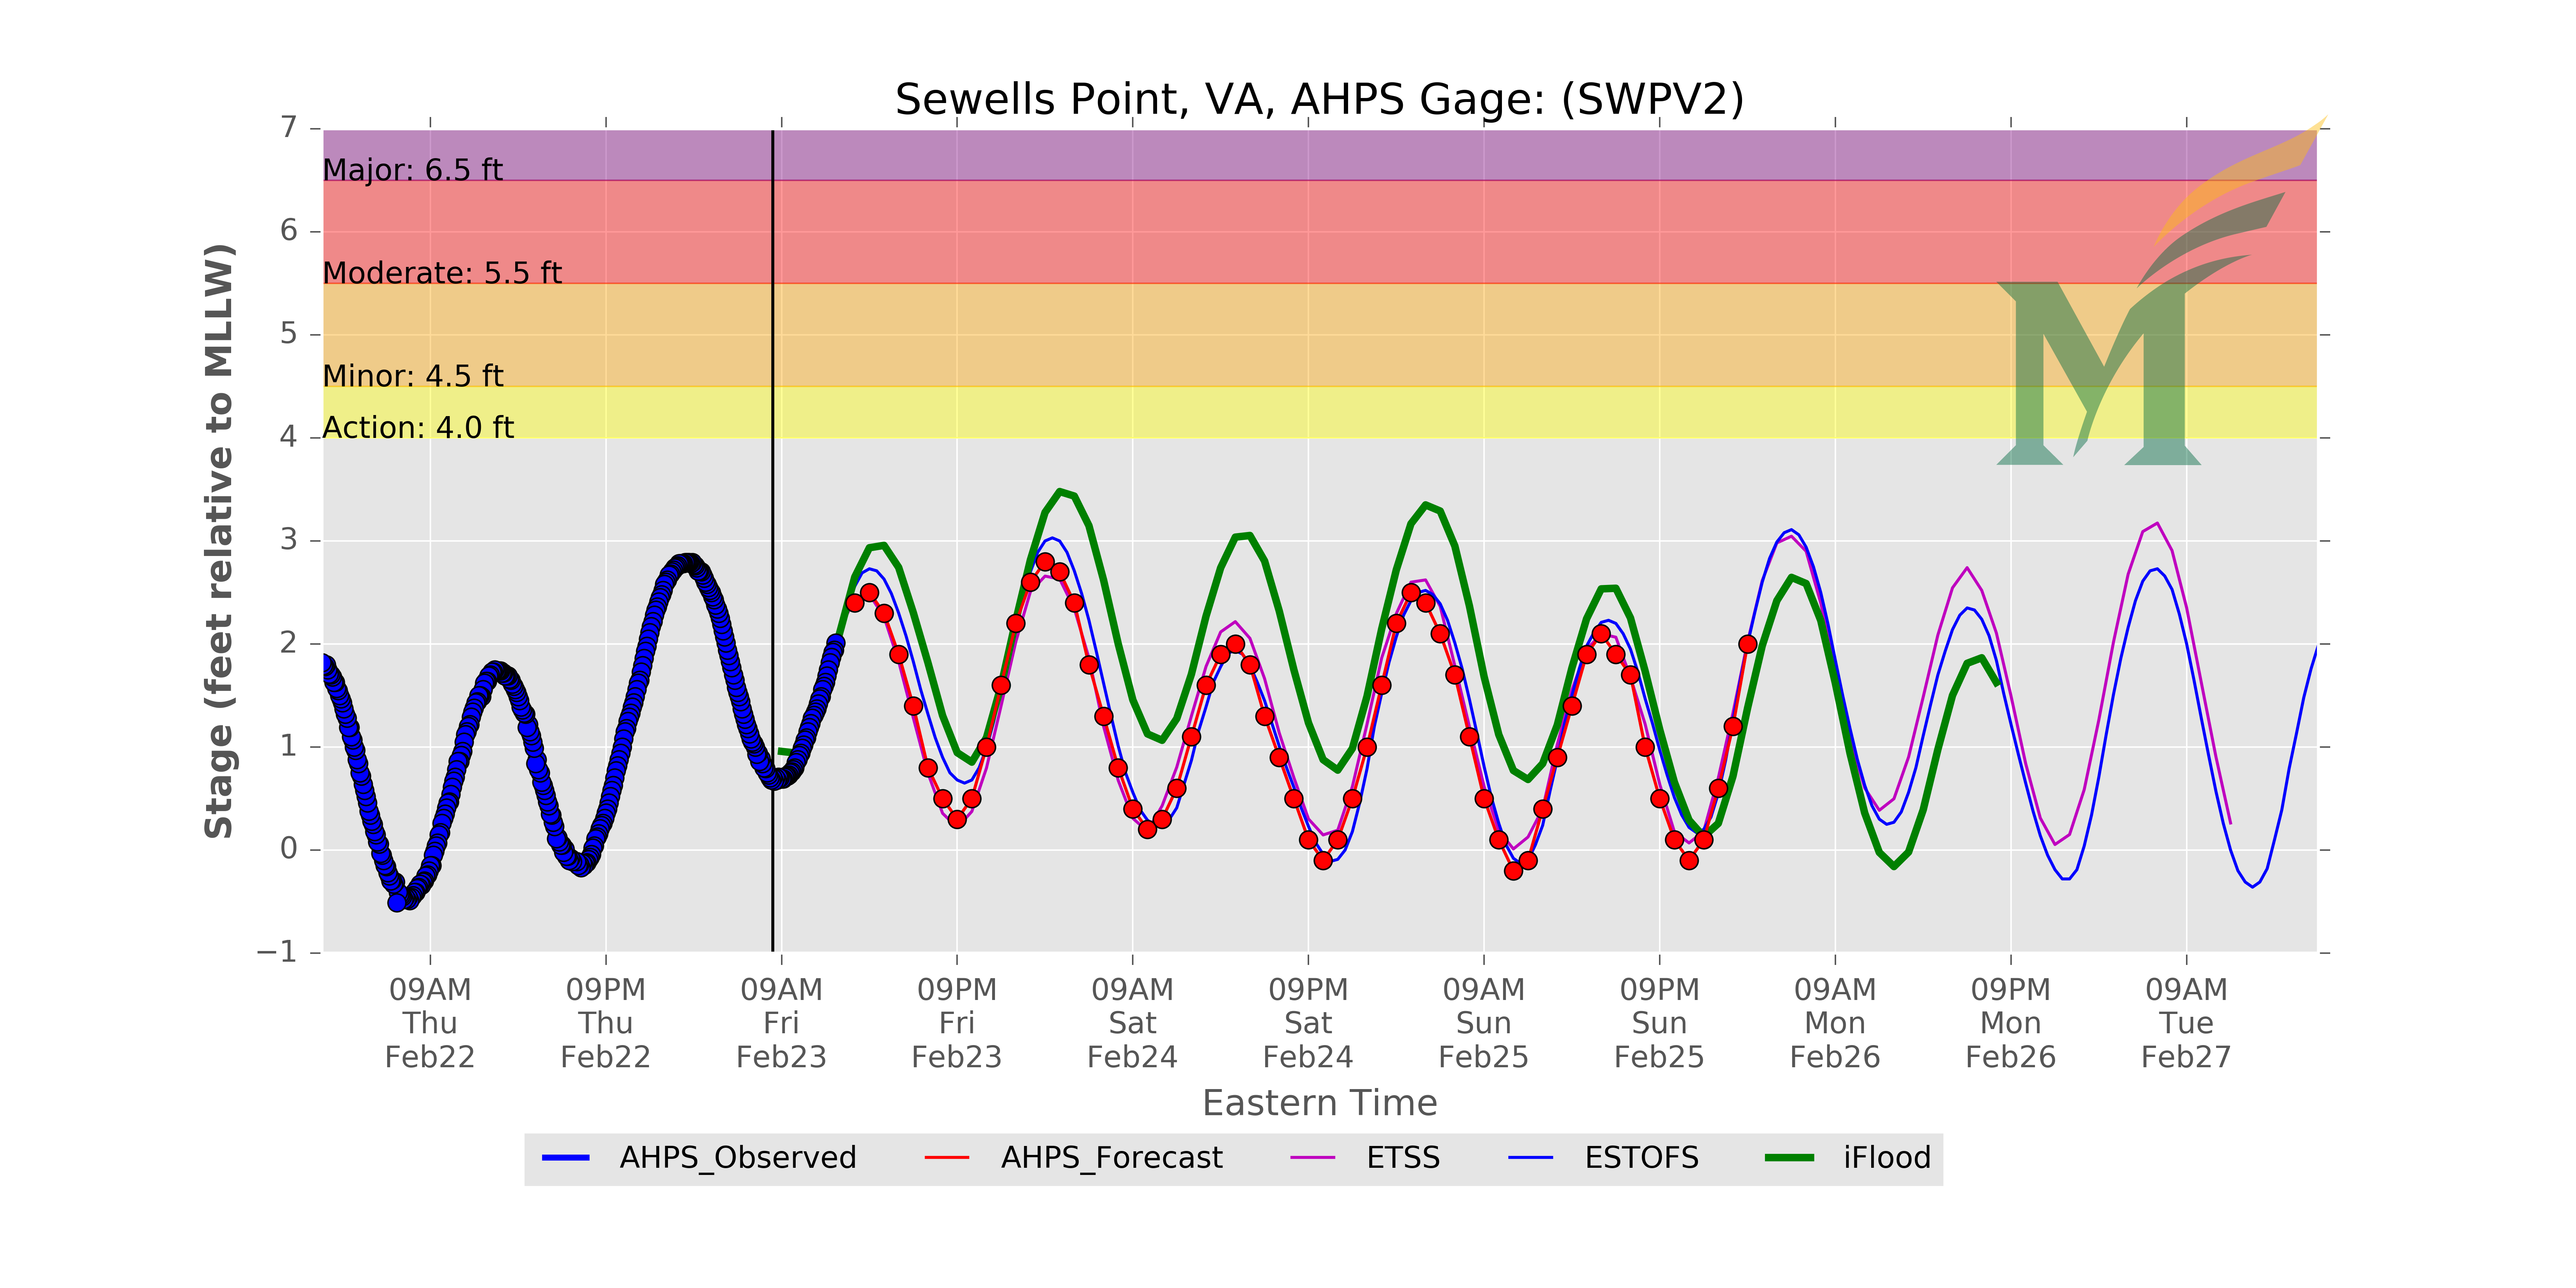 Sewells Point, VA, AHPS Gage: (SWPV2)
Stage (feet relative to MLLW)
7
6
5
4
3
2
1
0
−1
Major: 6.5 ft
Moderate: 5.5 ft
Minor: 4.5 ft
Action: 4.0 ft
M
09AM 09PM 09AM 09PM 09AM 09PM 09AM 09PM 09AM 09PM 09AM
Thu Thu Fri Fri Sat Sat Sun Sun Mon Mon Tue
Feb22 Feb22 Feb23 Feb23 Feb24 Feb24 Feb25 Feb25 Feb26 Feb26 Feb27
Eastern Time
AHPS_Observed AHPS_Forecast ETSS ESTOFS iFlood